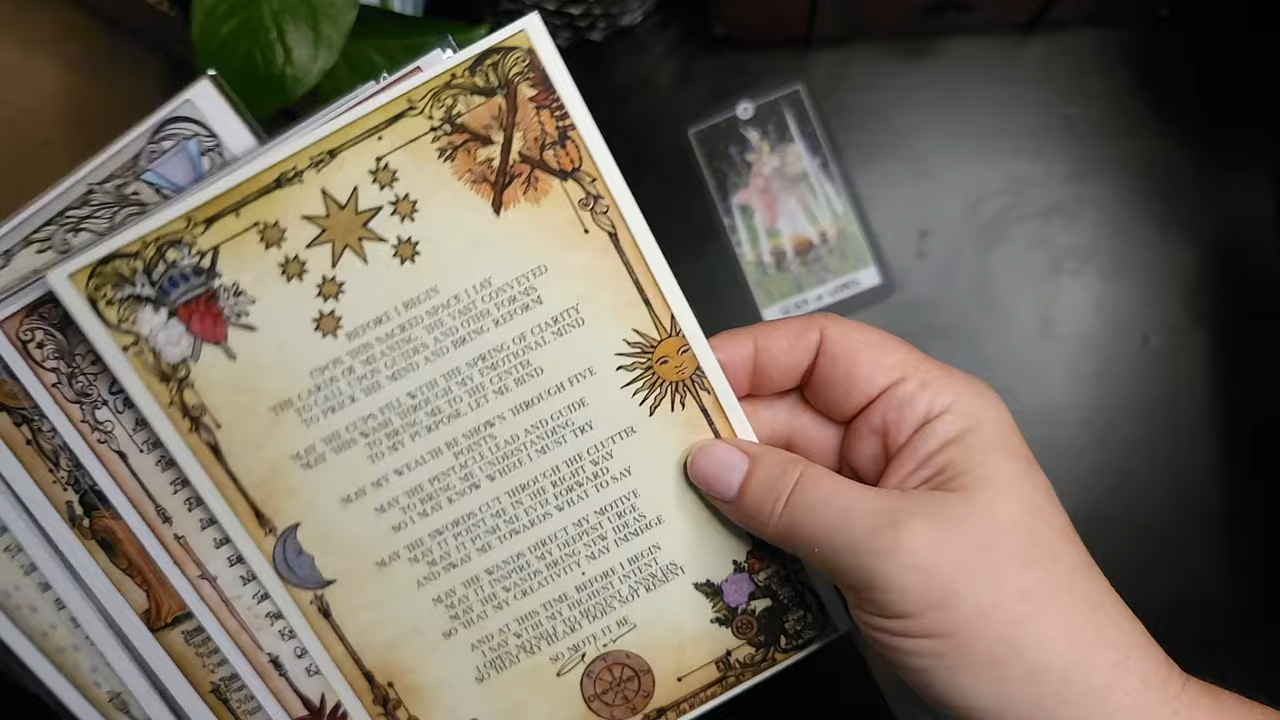 BEFORE I BEGIN
UPON THIS SACRED SPACE I LAY
THE CARDS OF MEANING, THE VAST CONVEYED
TO CALL UPON GUIDES AND OTHER FORMS
TO PRICK THE MIND AND BRING REFORM
MAY THE CUPS FILL WITH THE SPRING OF CLARITY
MAY THIS WASH THROUGH MY EMOTIONAL MIND
TO BRING ME TO THE CENTER
TO MY PURPOSE, LET ME BIND
MAY MY WEALTH BE SHOWN THROUGH FIVE
POINTS
MAY THE PENTACLE LEAD AND GUIDE
TO BRING ME UNDERSTANDING
SO I MAY KNOW WHERE I MUST TRY
MAY THE SWORDS CUT THROUGH THE CLUTTER
MAY IT POINT ME IN THE RIGHT WAY
MAY IT PUSH ME EVER FORWARD
AND SWAY ME TOWARDS WHAT TO SAY
MAY THE WANDS DIRECT MY MOTIVE
MAY IT INSPIRE MY DEEPEST URGE
MAY THE WANDS BRING NEW IDEAS
SO THAT MY CREATIVITY MAY IMMERGE
AND AT THIS TIME, BEFORE I BEGIN
I SAY WITH MY HIGHEST INTENT
I OPEN MYSELF TO HONEST ANSWERS
SO THAT MY HEART DOES NOT RESENT
SO MOTE IT BE